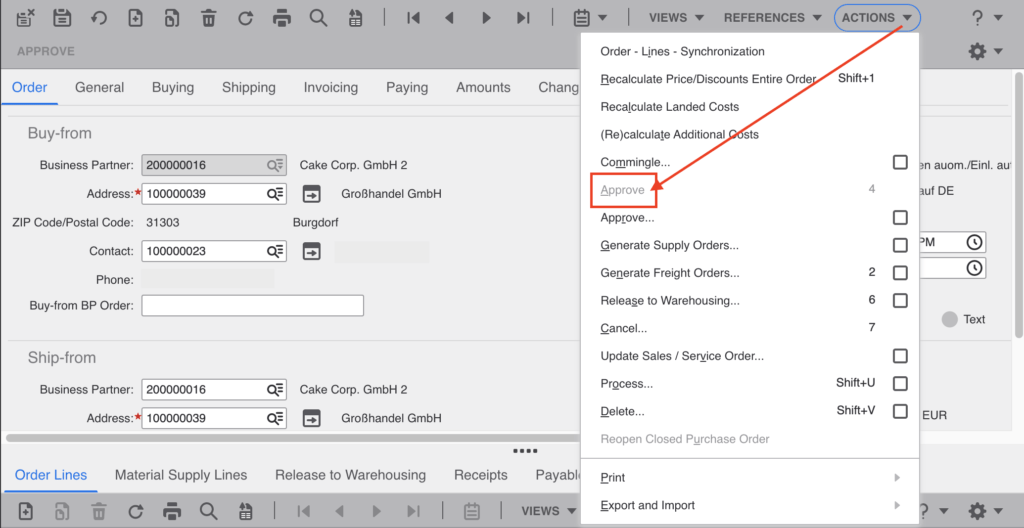 VIEWS REFERENCES ACTIONS ?
APPROVE
Order General Buying Shipping Invoicing Paying Amounts Chang
Buy-from
Business Partner: 200000016 Cake Corp. GmbH 2
Address:* 100000039 Großhandel GmbH
ZIP Code/Postal Code: 31303 Burgdorf
Contact: 100000023
Phone:
Buy-from BP Order:
Ship-from
Business Partner: 200000016 Cake Corp. GmbH 2
Address:* 100000039 Großhandel GmbH
Order - Lines - Synchronization
Recalculate Price/Discounts Entire Order Shift+1
Recalculate Landed Costs
(Re)calculate Additional Costs
Commingle...
Approve 4
Approve...
Generate Supply Orders...
Generate Freight Orders... 2
Release to Warehousing... 6
Cancel... 7
Update Sales / Service Order...
Process... Shift+U
Delete... Shift+V
Reopen Closed Purchase Order
Print
Export and Import
en auom./Einl. au
auf DE
PM
Text
EUR
Order Lines Material Supply Lines Release to Warehousing Receipts Payabl
VIEWS ?